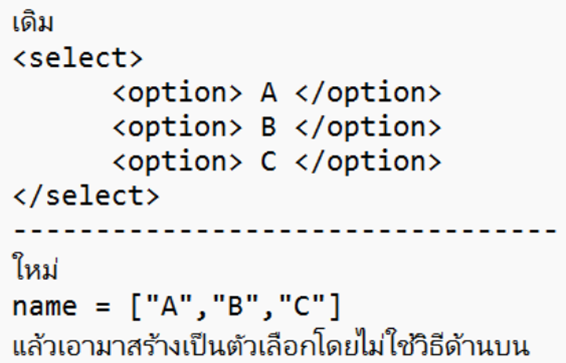 เดิม
<select>
<option> A </option>
<option> B </option>
<option> C </option>
</select>
---------------------------------
ใหม่
name = ["A","B","C"]
แล้วเอามาสร้างเป็นตัวเลือกโดยไม่ใช้วิธีด้านบน